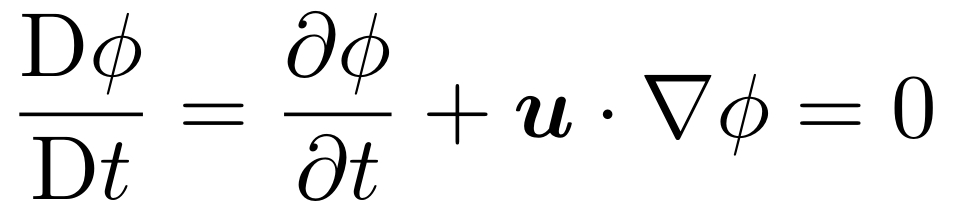 Dϕ/Dt = ∂ϕ/∂t + 𝒖 · ∇ϕ = 0